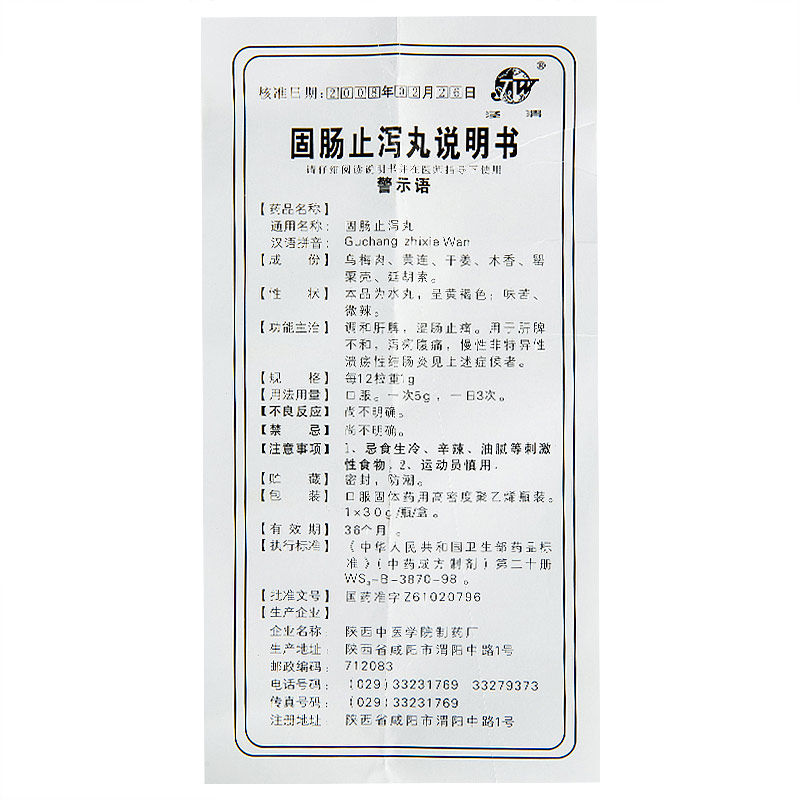 核准日期:2008年02月26日
TW
®
泾渭
固肠止泻丸说明书
请仔细阅读说明书并在医师指导下使用
警示语
【药品名称】
通用名称: 固肠止泻丸
汉语拼音: Guchang zhixie Wan
【成 份】 乌梅肉、黄连、干姜、木香、罂
粟壳、延胡索。
【性 状】 本品为水丸,呈黄褐色;味苦、
微辣。
【功能主治】 调和肝脾,涩肠止痛。用于肝脾
不和,泻痢腹痛,慢性非特异性
溃疡性结肠炎见上述症侯者。
【规 格】 每12粒重1g
【用法用量】 口服。一次5g,一日3次。
【不良反应】 尚不明确。
【禁 忌】 尚不明确。
【注意事项】 1、忌食生冷、辛辣、油腻等刺激
性食物。2、运动员慎用.
【贮 藏】 密封,防潮。
【包 装】 口服固体药用高密度聚乙烯瓶装。
1×30g/瓶/盒。
【有 效 期】 36个月。
【执行标准】 《中华人民共和国卫生部药品标
准》(中药成方制剂)第二十册
WS₃-B-3870-98。
【批准文号】 国药准字Z61020796
【生产企业】
企业名称: 陕西中医学院制药厂
生产地址: 陕西省咸阳市渭阳中路1号
邮政编码: 712083
电话号码: (029)33231769 33279373
传真号码: (029)33231769
注册地址: 陕西省咸阳市渭阳中路1号